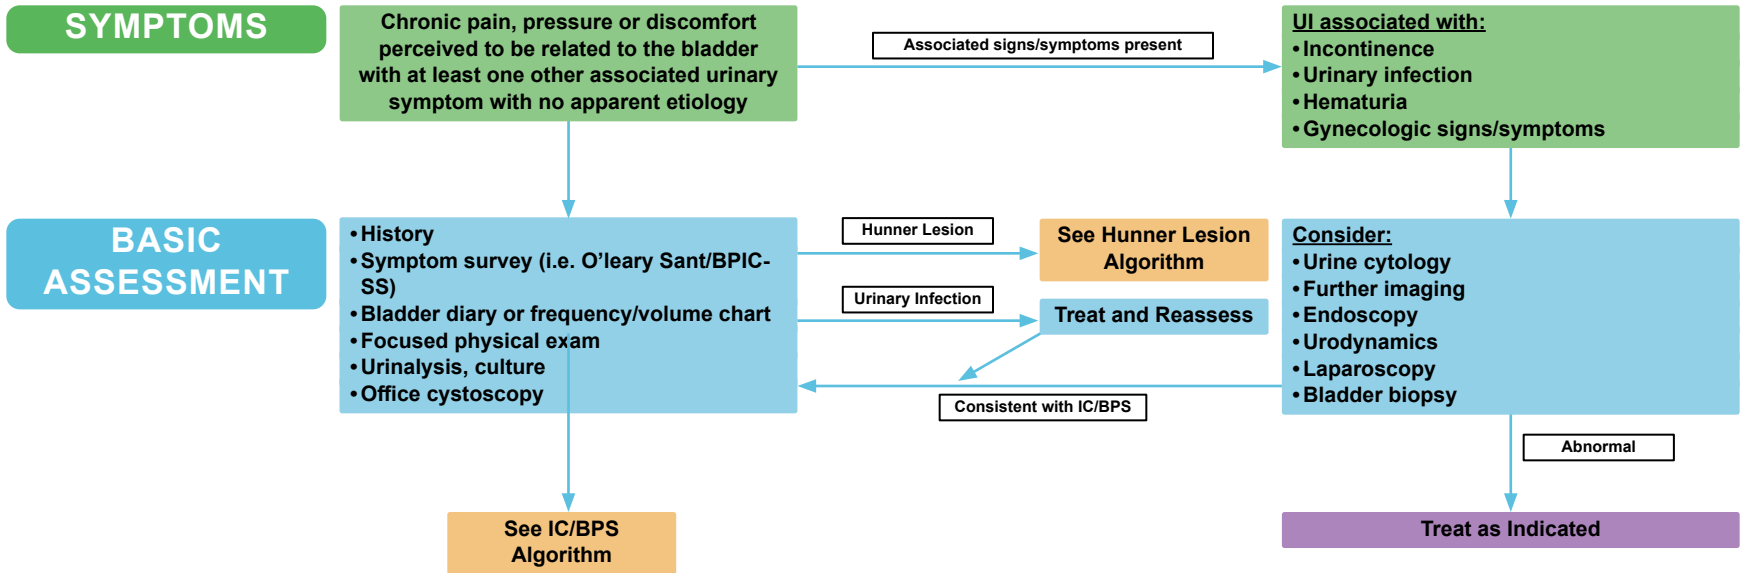 SYMPTOMS
Chronic pain, pressure or discomfort
perceived to be related to the bladder
with at least one other associated urinary
symptom with no apparent etiology
Associated signs/symptoms present
UI associated with:
•Incontinence
•Urinary infection
•Hematuria
•Gynecologic signs/symptoms
BASIC
ASSESSMENT
•History
•Symptom survey (i.e. O'leary Sant/BPIC-
SS)
•Bladder diary or frequency/volume chart
•Focused physical exam
•Urinalysis, culture
•Office cystoscopy
Hunner Lesion
See Hunner Lesion
Algorithm
Urinary Infection
Treat and Reassess
Consistent with IC/BPS
Consider:
•Urine cytology
•Further imaging
•Endoscopy
•Urodynamics
•Laparoscopy
•Bladder biopsy
Abnormal
See IC/BPS
Algorithm
Treat as Indicated